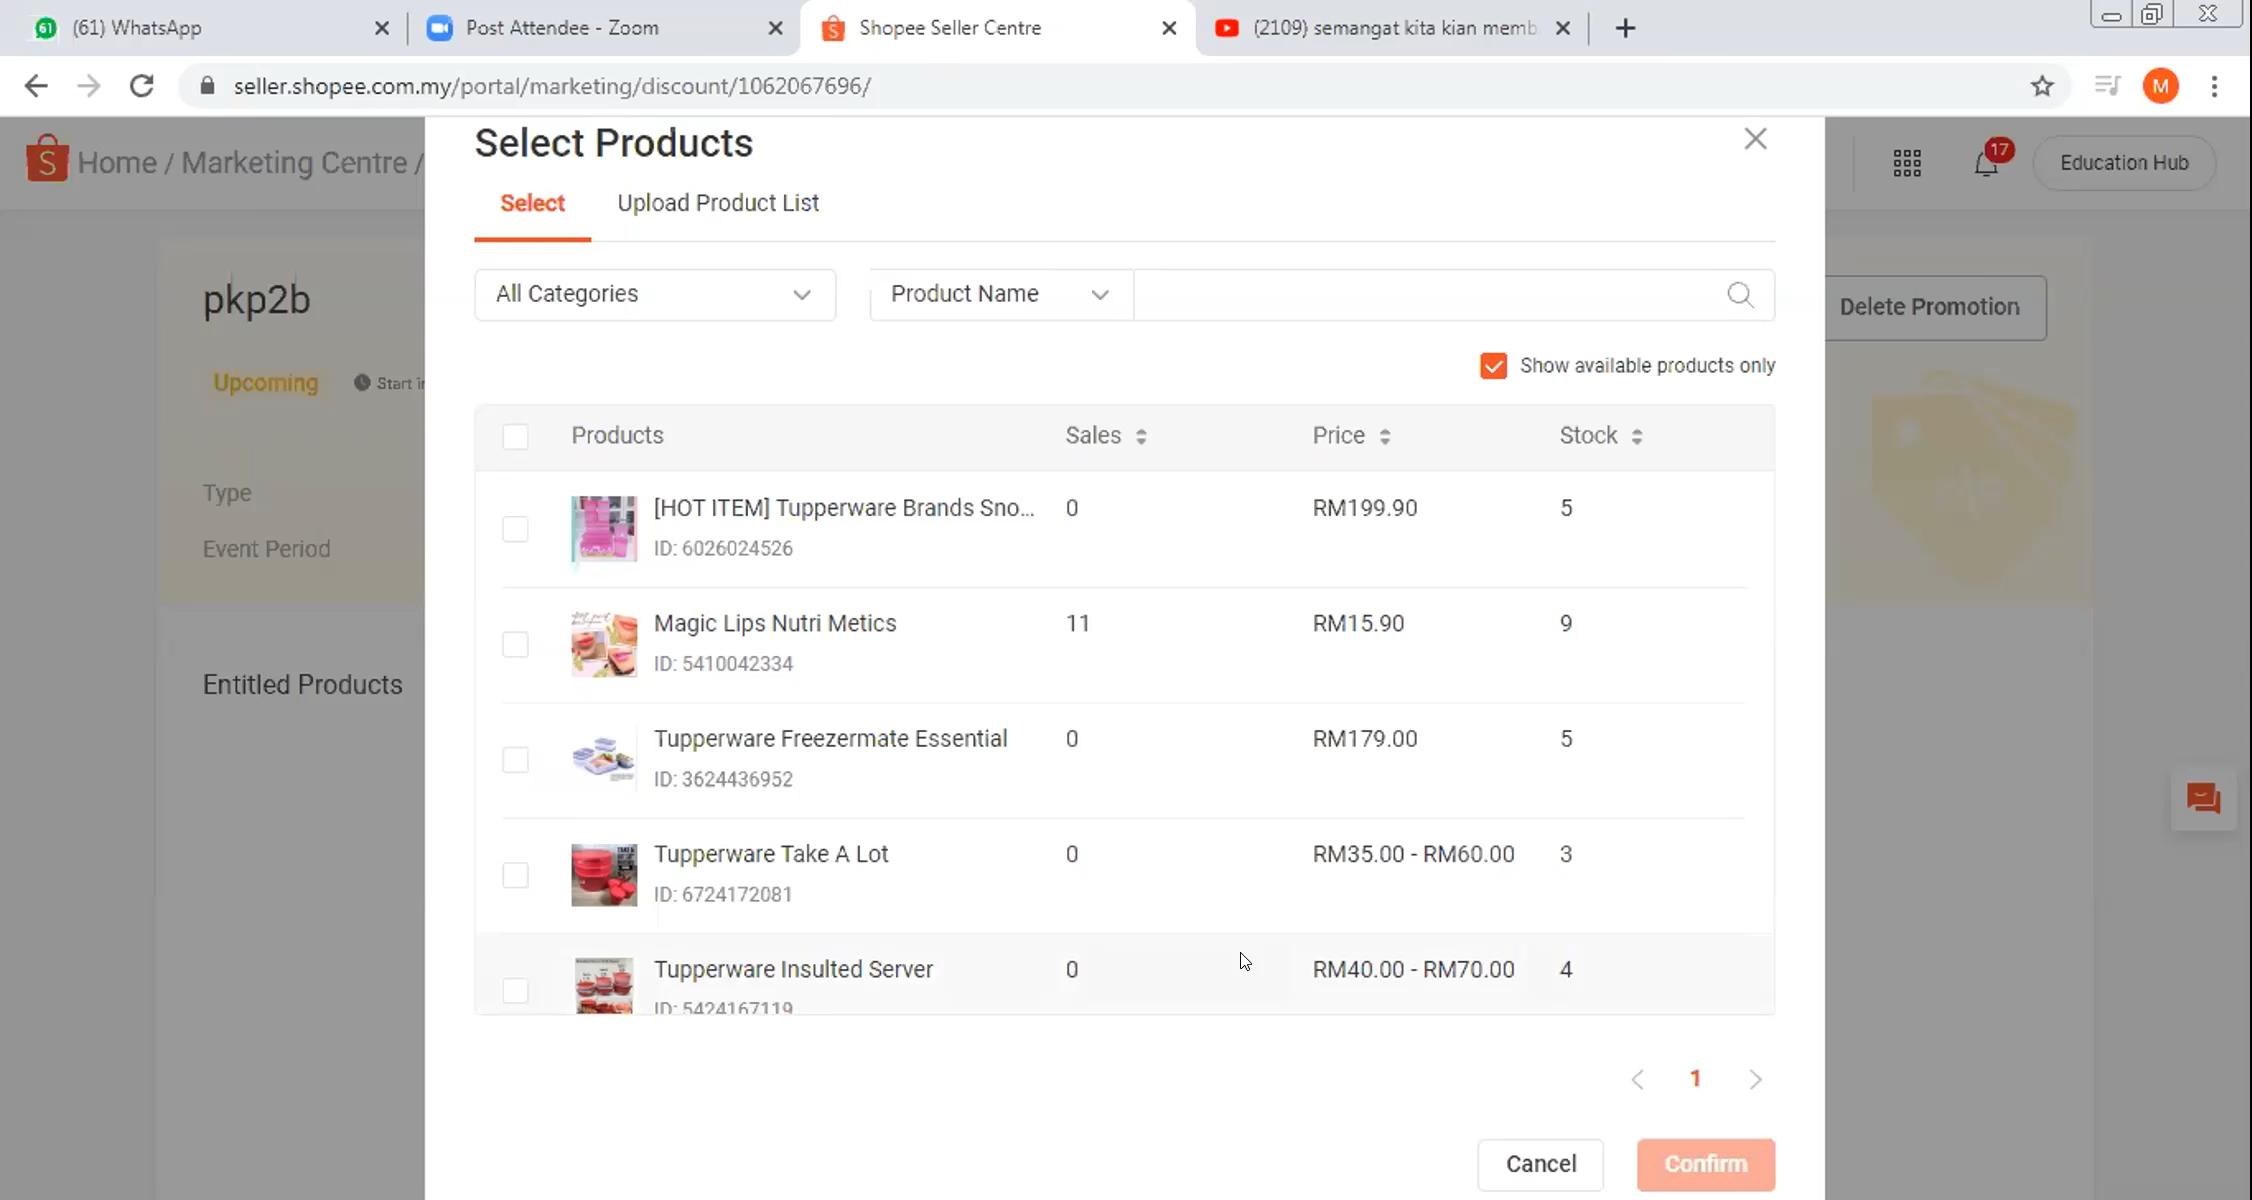 61
(61) WhatsApp
Post Attendee - Zoom
Shopee Seller Centre
(2109) semangat kita kian memb
seller.shopee.com.my/portal/marketing/discount/1062067696/
M
Home / Marketing Centre /
17
Education Hub
Select Products
Select
Upload Product List
pkp2b
All Categories
Product Name
Delete Promotion
Upcoming
Start in
Show available products only
Products
Sales
Price
Stock
Type
[HOT ITEM] Tupperware Brands Sno...
0
RM199.90
5
ID: 6026024526
Event Period
Magic Lips Nutri Metics
11
RM15.90
9
ID: 5410042334
Entitled Products
Tupperware Freezermate Essential
0
RM179.00
5
ID: 3624436952
Tupperware Take A Lot
0
RM35.00 - RM60.00
3
ID: 6724172081
Tupperware Insulted Server
0
RM40.00 - RM70.00
4
ID: 5424167119
1
Cancel
Confirm